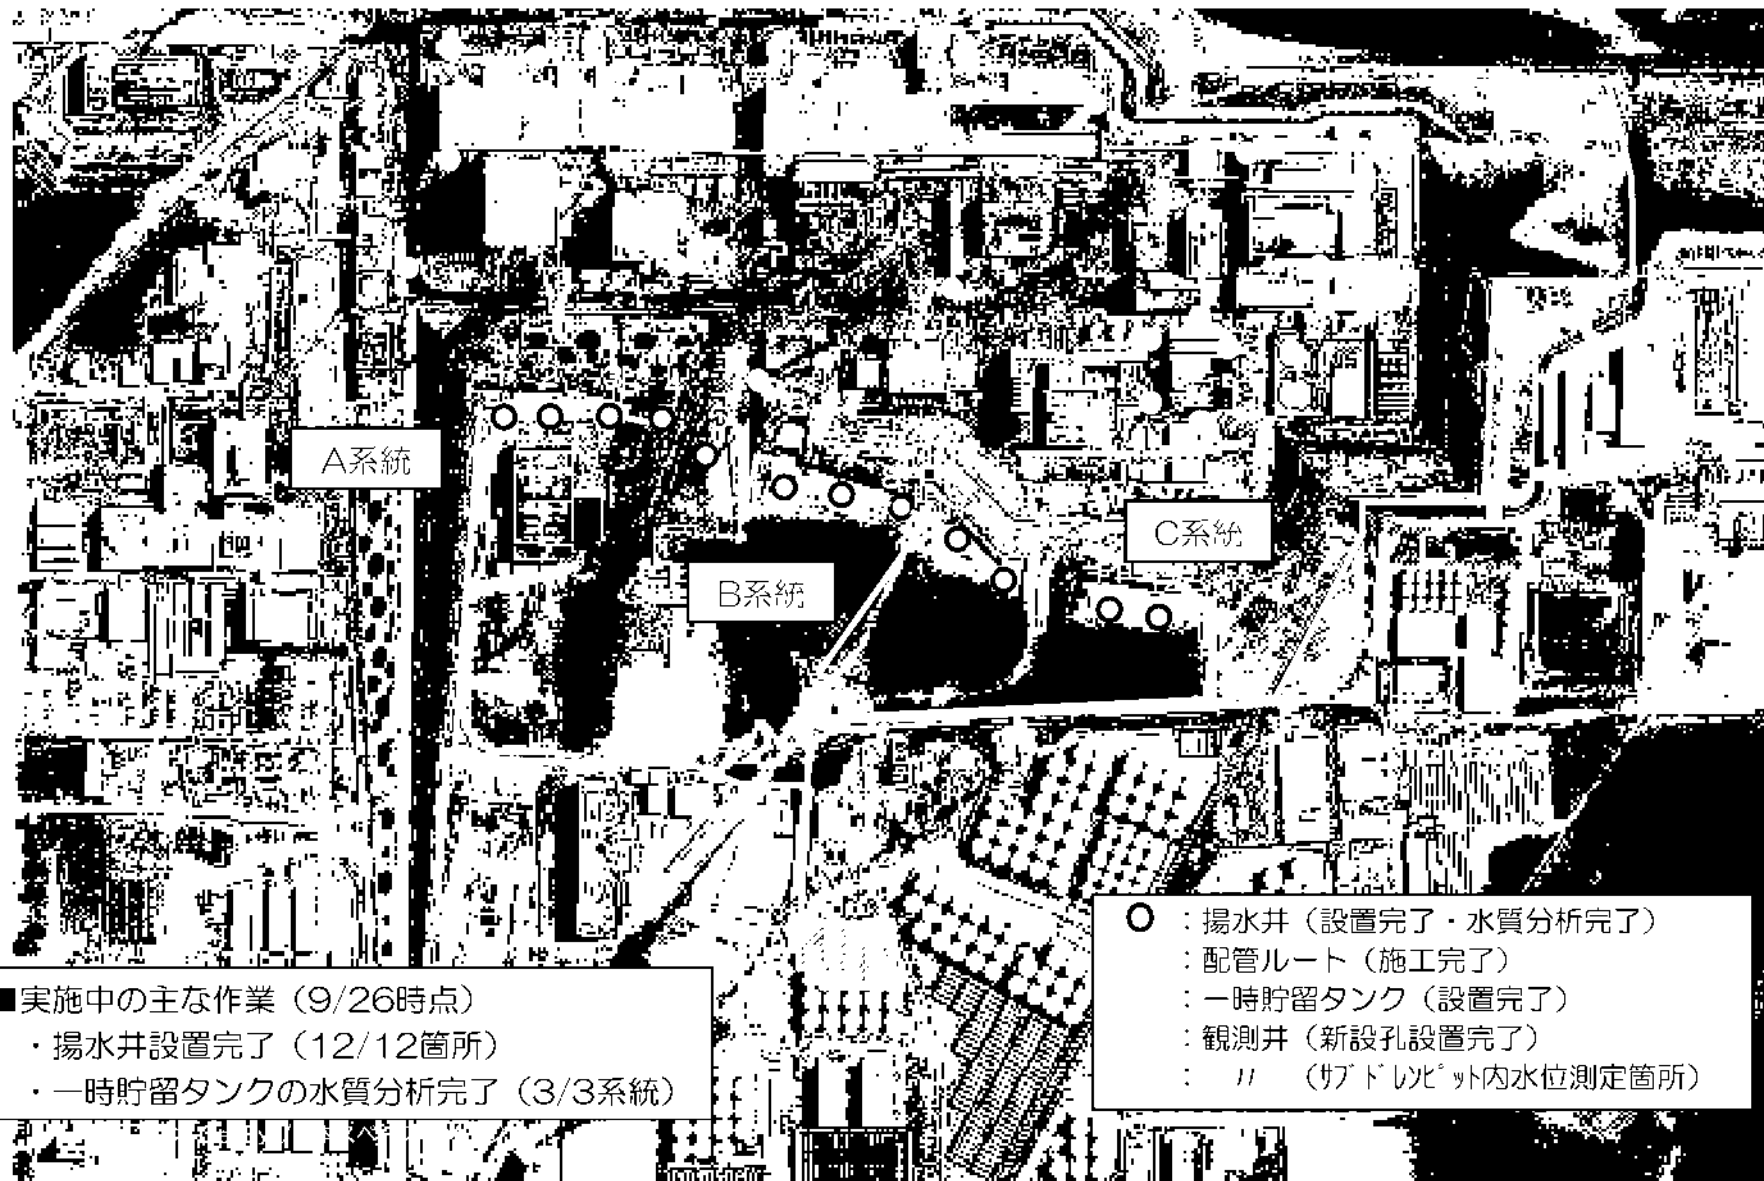 A系統
B系統
C系統
：揚水井（設置完了・水質分析完了）
：配管ルート（施工完了）
：一時貯留タンク（設置完了）
：観測井（新設孔設置完了）
：　〃　（ｻﾌﾞﾄﾞﾚﾝﾋﾟｯﾄ内水位測定箇所）
■実施中の主な作業（9/26時点）
・揚水井設置完了（12/12箇所）
・一時貯留タンクの水質分析完了（3/3系統）